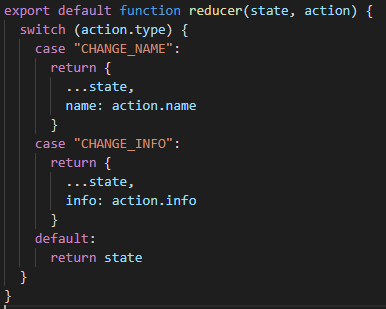 export default function reducer(state, action) {
  switch (action.type) {
    case "CHANGE_NAME":
      return {
        ...state,
        name: action.name
      }
    case "CHANGE_INFO":
      return {
        ...state,
        info: action.info
      }
    default:
      return state
  }
}